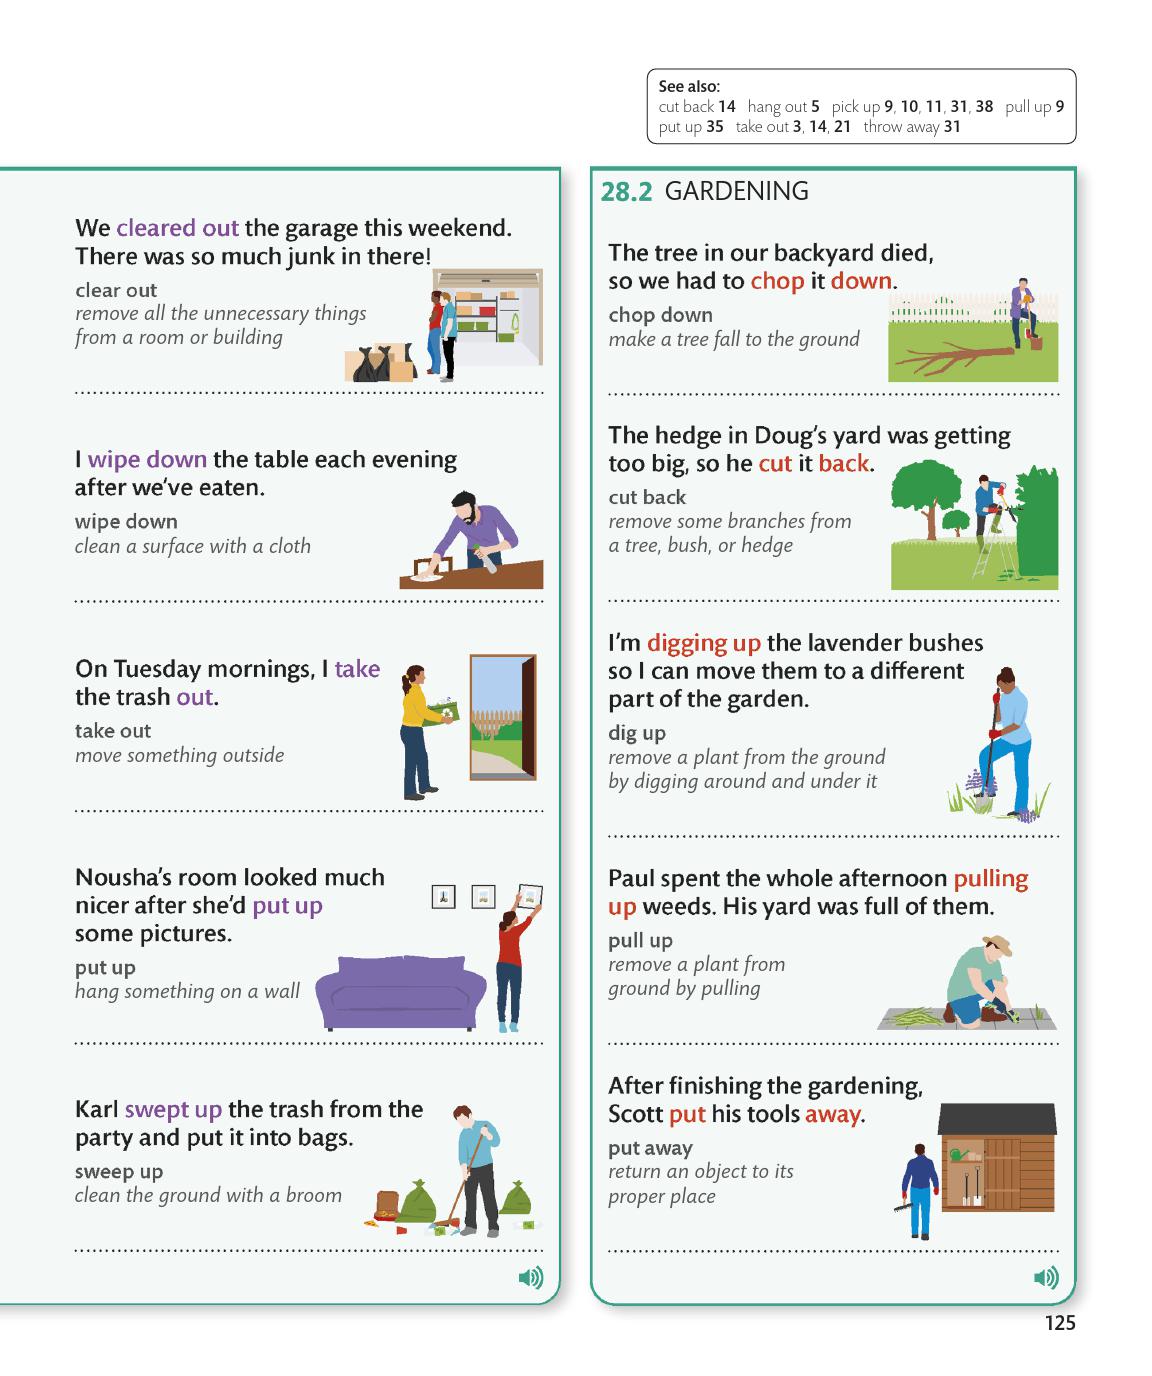 See also:
cut back 14 hang out 5 pick up 9, 10, 11, 31, 38 pull up 9
put up 35 take out 3, 14, 21 throw away 31
We cleared out the garage this weekend.
There was so much junk in there!
clear out
remove all the unnecessary things
from a room or building
I wipe down the table each evening
after we've eaten.
wipe down
clean a surface with a cloth
On Tuesday mornings, I take
the trash out.
take out
move something outside
Nousha's room looked much
nicer after she'd put up
some pictures.
put up
hang something on a wall
Karl swept up the trash from the
party and put it into bags.
sweep up
clean the ground with a broom
28.2 GARDENING
The tree in our backyard died,
so we had to chop it down.
chop down
make a tree fall to the ground
The hedge in Doug's yard was getting
too big, so he cut it back.
cut back
remove some branches from
a tree, bush, or hedge
I'm digging up the lavender bushes
so I can move them to a different
part of the garden.
dig up
remove a plant from the ground
by digging around and under it
Paul spent the whole afternoon pulling
up weeds. His yard was full of them.
pull up
remove a plant from
ground by pulling
After finishing the gardening,
Scott put his tools away.
put away
return an object to its
proper place
125